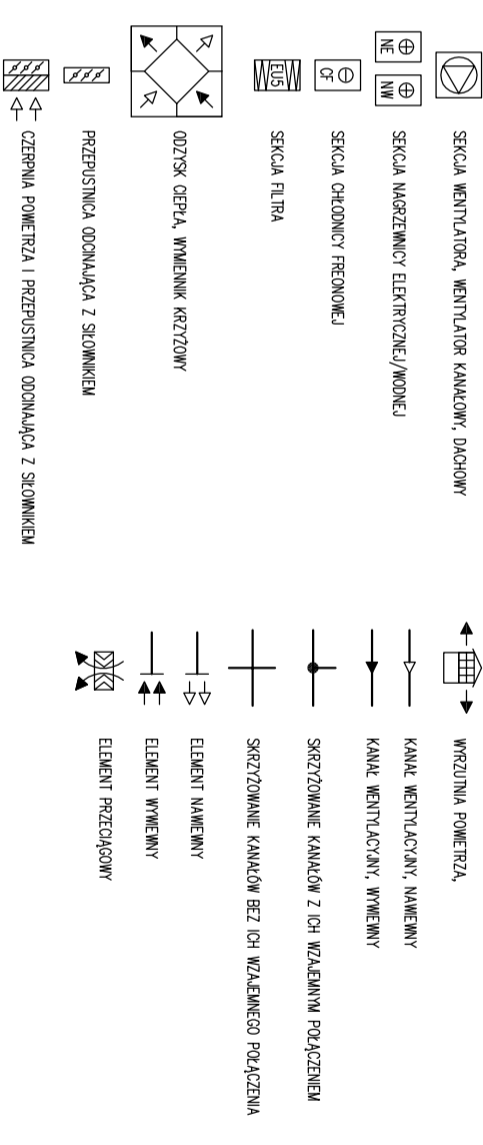 SEKCJA WENTYLATORA, WENTYLATOR KANAŁOWY, DACHOWY
NE
NW
SEKCJA NAGRZEWNICY ELEKTRYCZNEJ/WODNEJ
CF
SEKCJA CHŁODNICY FREONOWEJ
EU5
SEKCJA FILTRA
ODZYSK CIEPŁA, WYMIENNIK KRZYŻOWY
PRZEPUSTNICA ODCINAJĄCA Z SIŁOWNIKIEM
CZERPNIA POWIETRZA I PRZEPUSTNICA ODCINAJĄCA Z SIŁOWNIKIEM
WYRZUTNIA POWIETRZA,
KANAŁ WENTYLACYJNY, NAWIEWNY
KANAŁ WENTYLACYJNY, WYWIEWNY
SKRZYŻOWANIE KANAŁÓW Z ICH WZAJEMNYM POŁĄCZENIEM
SKRZYŻOWANIE KANAŁÓW BEZ ICH WZAJEMNEGO POŁĄCZENIA
ELEMENT NAWIEWNY
ELEMENT WYWIEWNY
ELEMENT PRZECIĄGOWY